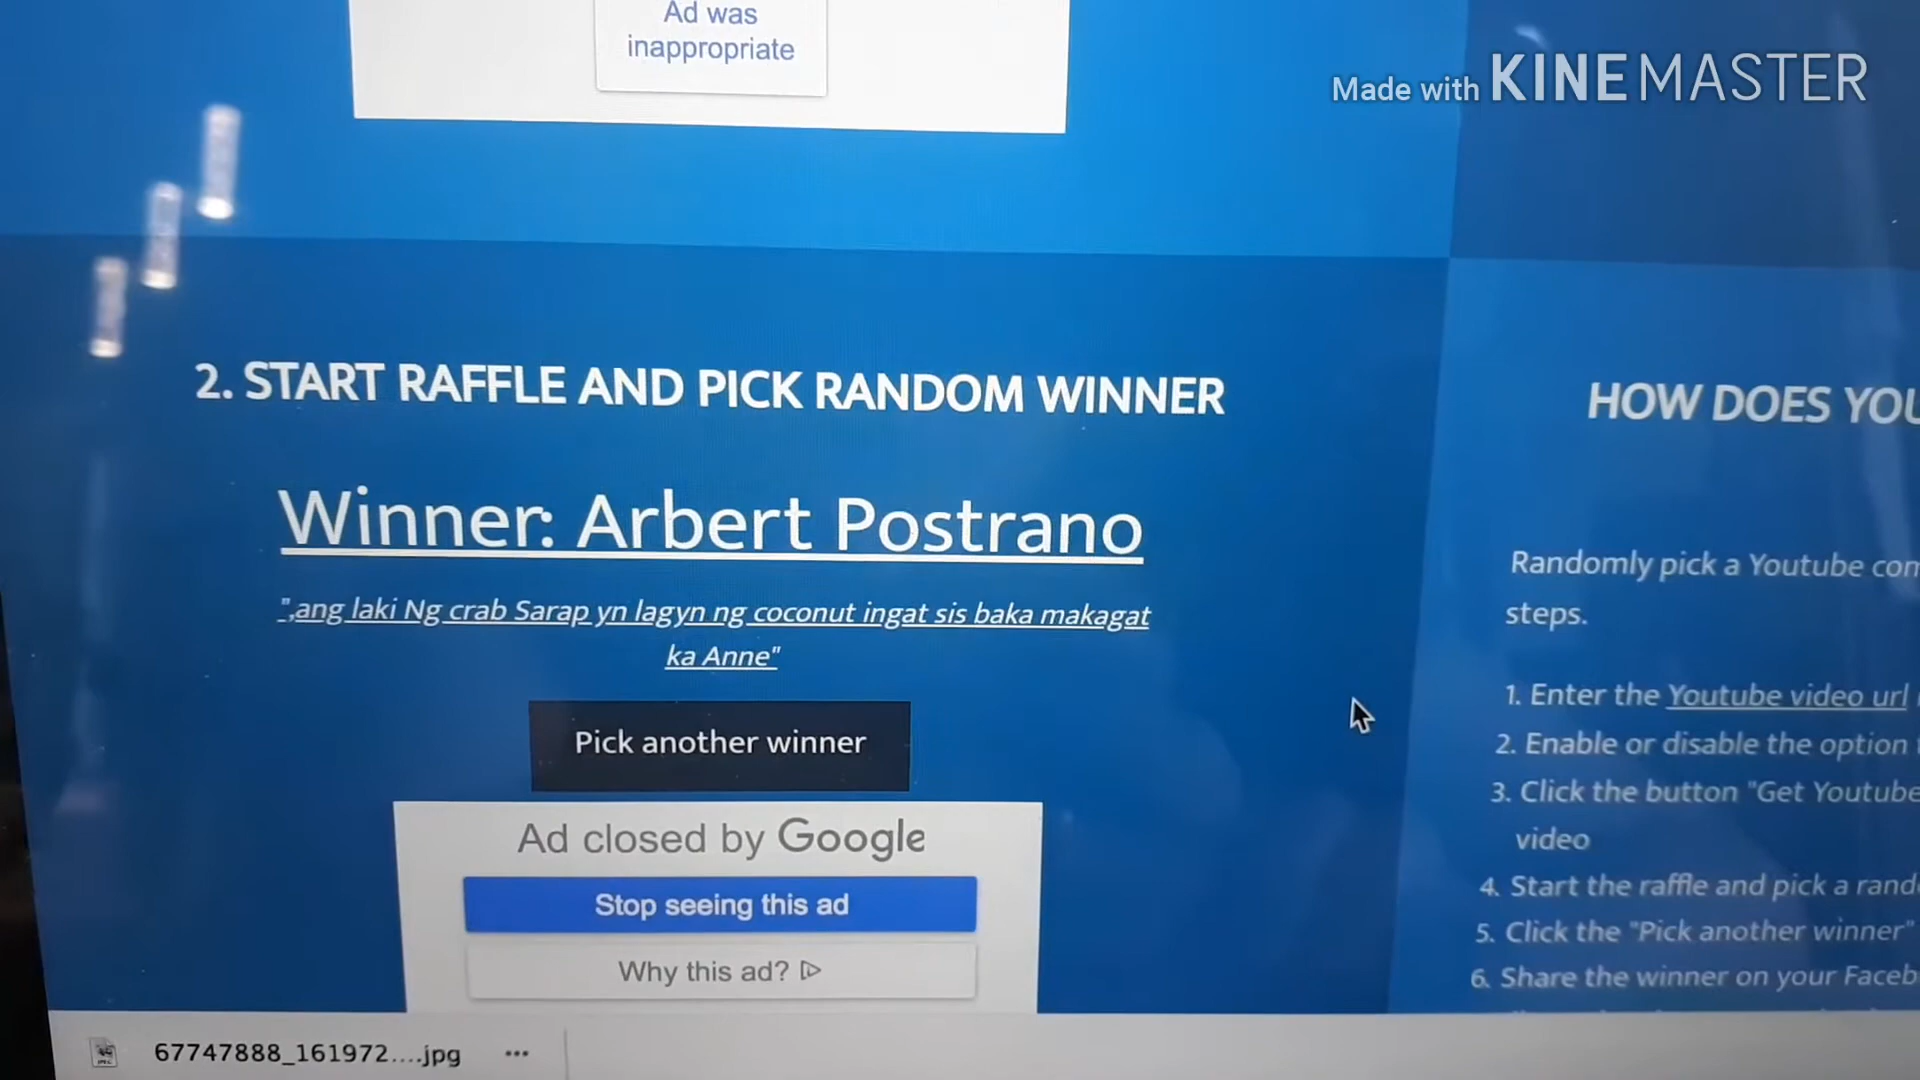 Ad was
inappropriate
Made with KINEMASTER
2. START RAFFLE AND PICK RANDOM WINNER
Winner: Arbert Postrano
",ang laki Ng crab Sarap yn lagyn ng coconut ingat sis baka makagat
ka Anne"
Pick another winner
Ad closed by Google
Stop seeing this ad
Why this ad?
HOW DOES YOU
Randomly pick a Youtube com
steps.
1. Enter the Youtube video url
2. Enable or disable the option
3. Click the button "Get Youtube
video
4. Start the raffle and pick a rand
5. Click the "Pick another winner"
6. Share the winner on your Faceb
67747888_161972....jpg